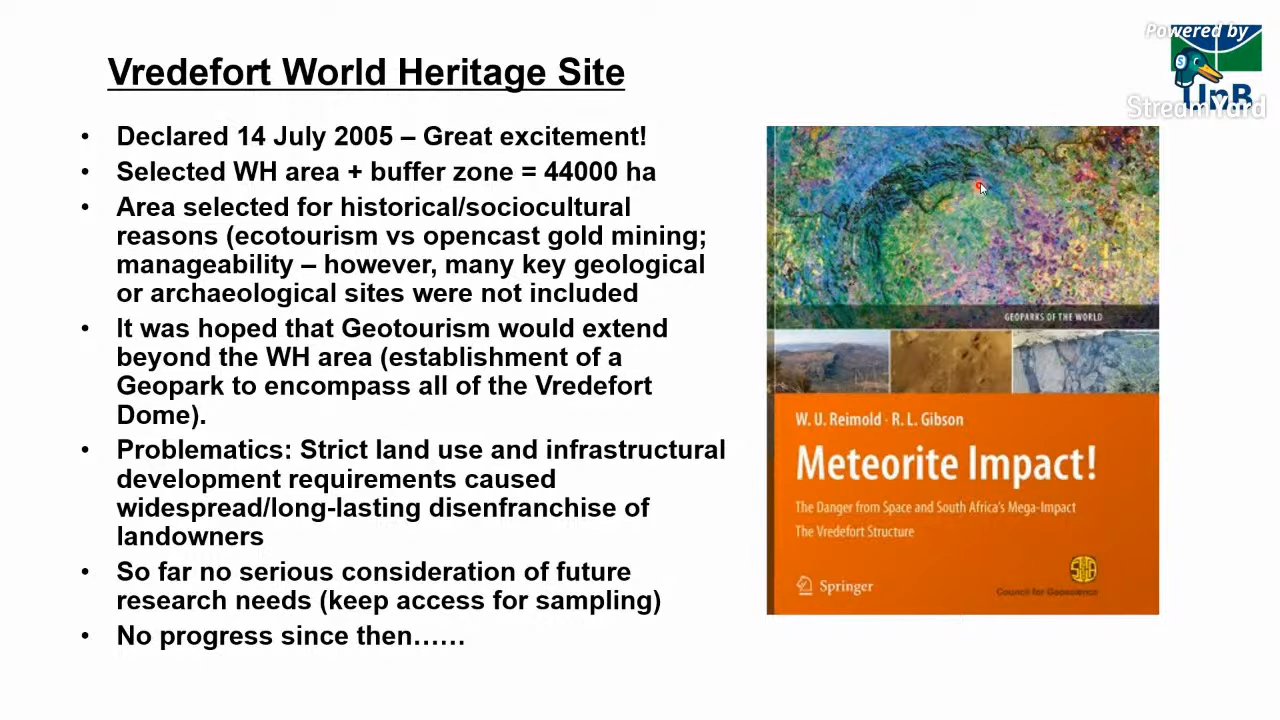 Powered by
UnB
StreamYard
Vredefort World Heritage Site
• Declared 14 July 2005 – Great excitement!
• Selected WH area + buffer zone = 44000 ha
• Area selected for historical/sociocultural
reasons (ecotourism vs opencast gold mining;
manageability – however, many key geological
or archaeological sites were not included
• It was hoped that Geotourism would extend
beyond the WH area (establishment of a
Geopark to encompass all of the Vredefort
Dome).
• Problematics: Strict land use and infrastructural
development requirements caused
widespread/long-lasting disenfranchise of
landowners
• So far no serious consideration of future
research needs (keep access for sampling)
• No progress since then……
GEOPARKS OF THE WORLD
W. U. Reimold · R. L. Gibson
Meteorite Impact!
The Danger from Space and South Africa's Mega-Impact
The Vredefort Structure
Springer
Council for Geoscience